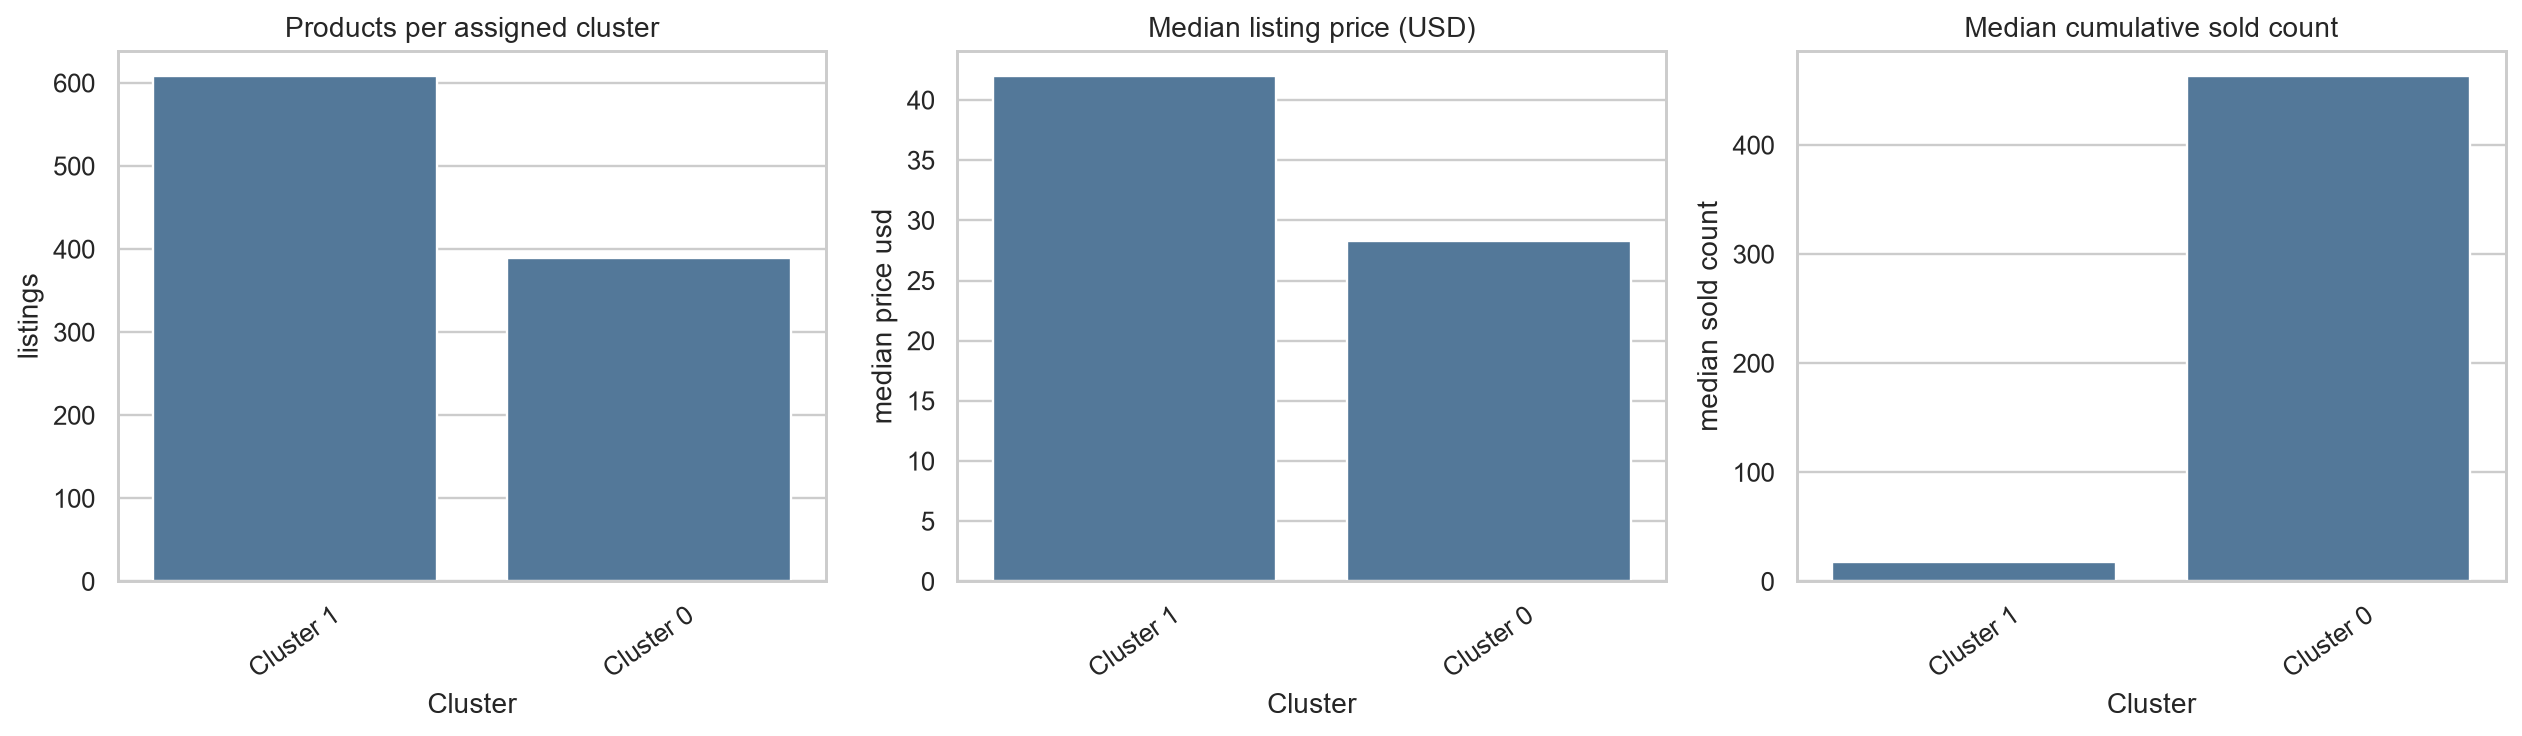 Products per assigned cluster
listings
600
500
400
300
200
100
0
Cluster 1
Cluster 0
Cluster
Median listing price (USD)
median price usd
40
35
30
25
20
15
10
5
0
Cluster 1
Cluster 0
Cluster
Median cumulative sold count
median sold count
400
300
200
100
0
Cluster 1
Cluster 0
Cluster